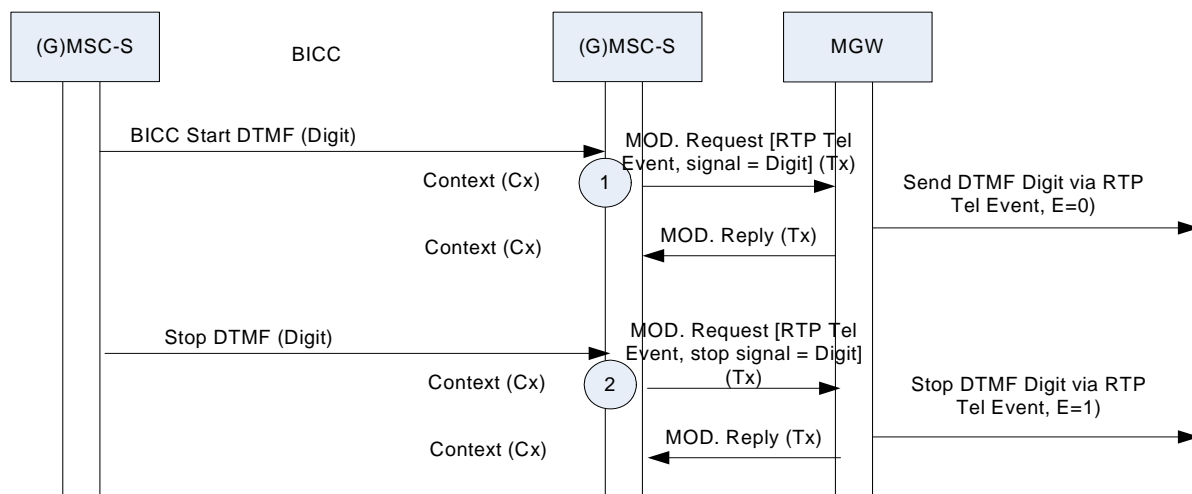 (G)MSC-S
BICC
(G)MSC-S
MGW
BICC Start DTMF (Digit)
MOD. Request [RTP Tel
Event, signal = Digit] (Tx)
Context (Cx)
1
Send DTMF Digit via RTP
Tel Event, E=0)
MOD. Reply (Tx)
Context (Cx)
Stop DTMF (Digit)
MOD. Request [RTP Tel
Event, stop signal = Digit]
(Tx)
Context (Cx)
2
Stop DTMF Digit via RTP
Tel Event, E=1)
MOD. Reply (Tx)
Context (Cx)